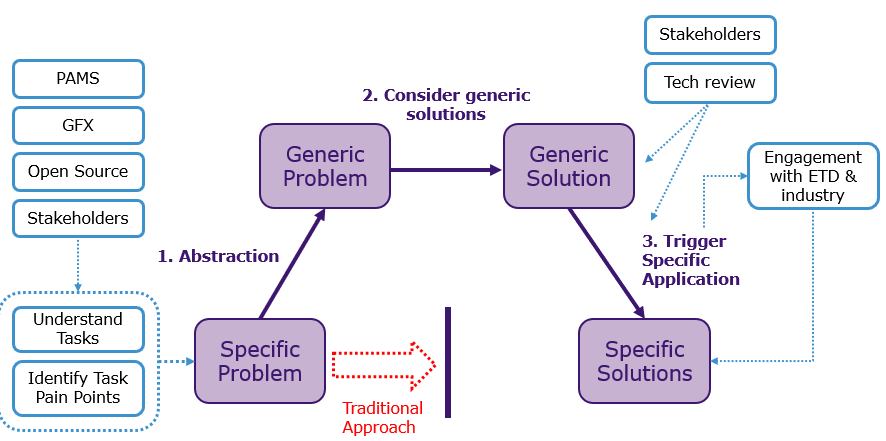 PAMS
GFX
Open Source
Stakeholders
Understand
Tasks
Identify Task
Pain Points
1. Abstraction
Specific
Problem
Generic
Problem
2. Consider generic
solutions
Generic
Solution
Traditional
Approach
Stakeholders
Tech review
Engagement
with ETD &
industry
3. Trigger
Specific
Application
Specific
Solutions